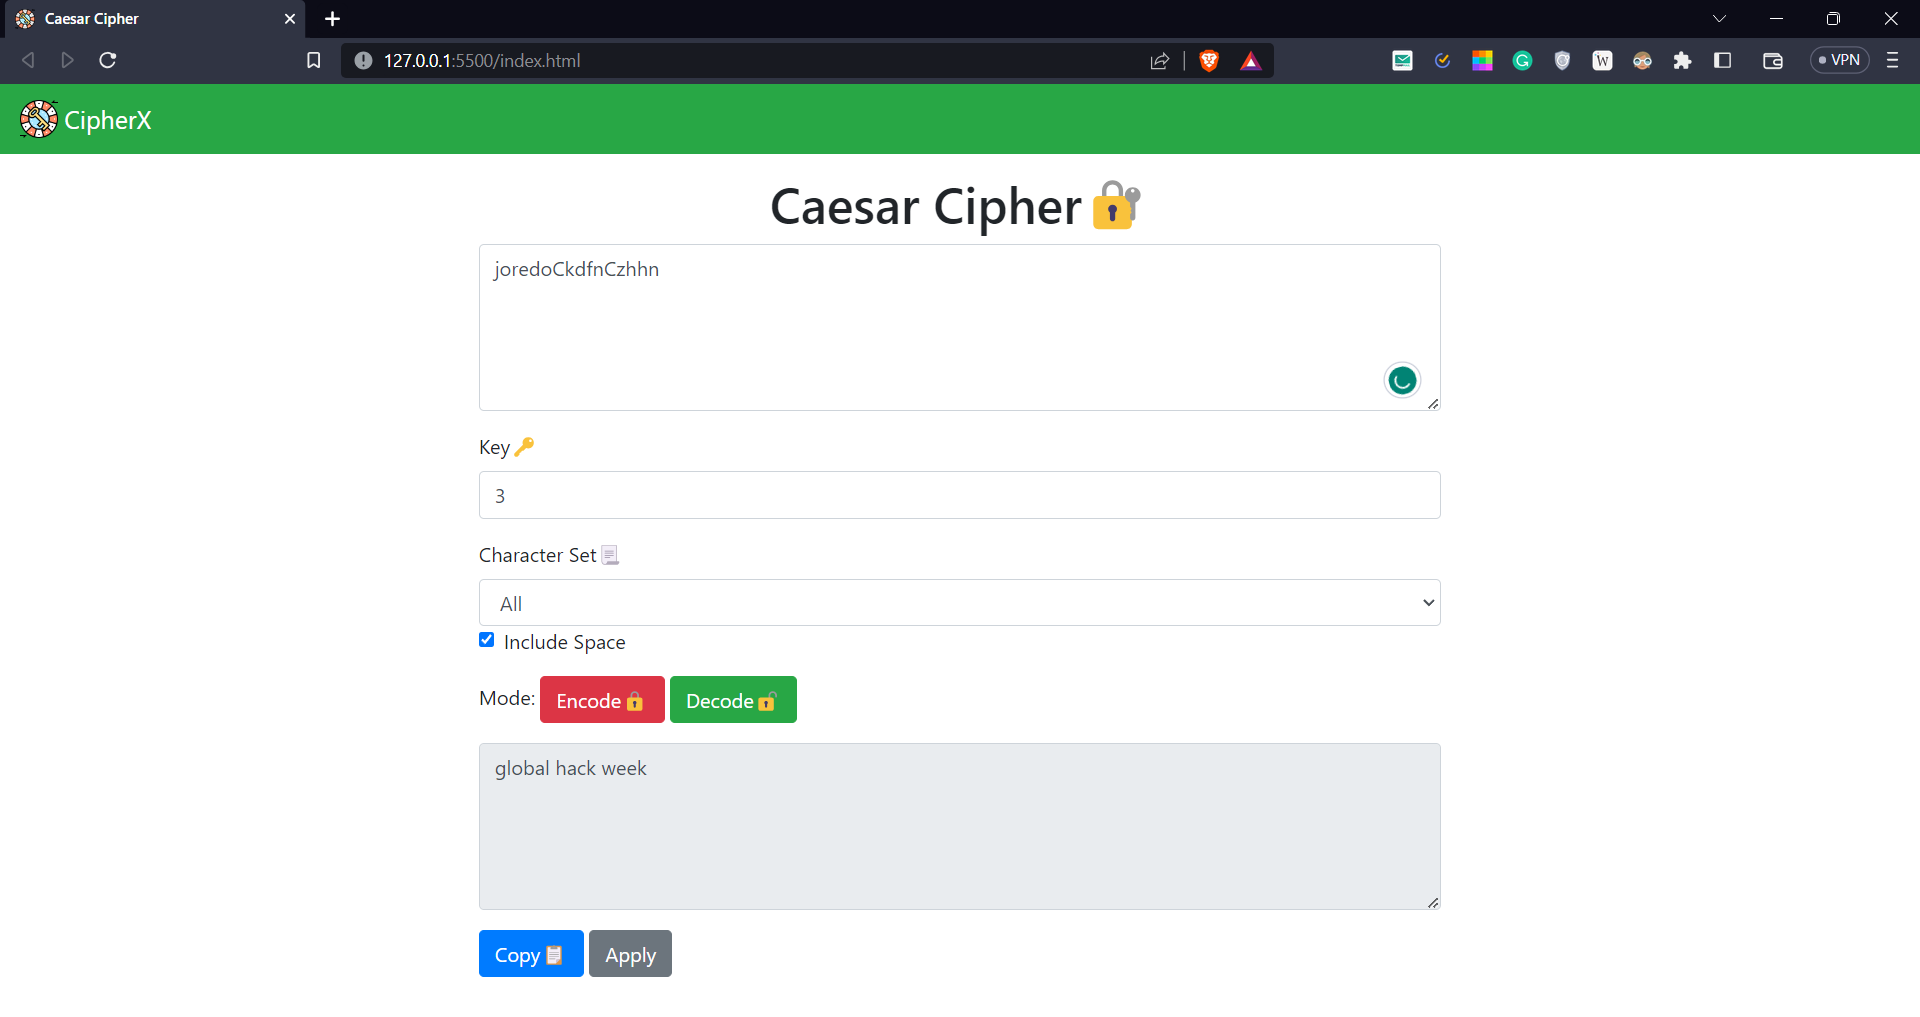 Caesar Cipher
127.0.0.1:5500/index.html
VPN
CipherX
Caesar Cipher
joredoCkdfnCzhhn
Key
3
Character Set
All
Include Space
Mode: Encode Decode
global hack week
Copy Apply